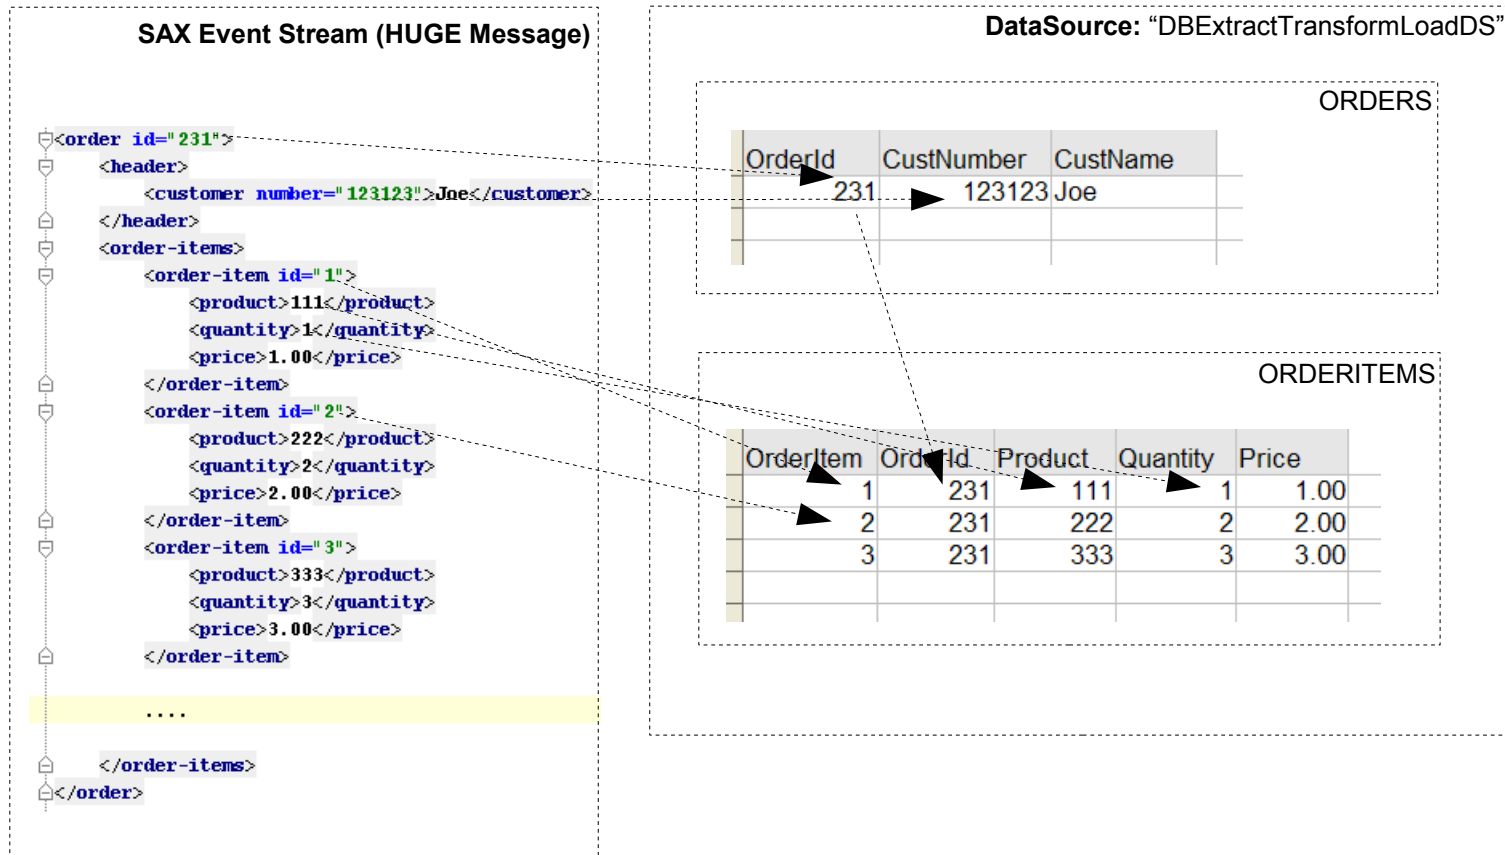 SAX Event Stream (HUGE Message)
<order id="231">
<header>
<customer number="123123">Joe</customer>
</header>
<order-items>
<order-item id="1">
<product>111</product>
<quantity>1</quantity>
<price>1.00</price>
</order-item>
<order-item id="2">
<product>222</product>
<quantity>2</quantity>
<price>2.00</price>
</order-item>
<order-item id="3">
<product>333</product>
<quantity>3</quantity>
<price>3.00</price>
</order-item>
....
</order-items>
</order>
DataSource: “DBExtractTransformLoadDS”
ORDERS
OrderId CustNumber CustName
231 123123 Joe
ORDERITEMS
OrderItem OrderId Product Quantity Price
1 231 111 1 1.00
2 231 222 2 2.00
3 231 333 3 3.00